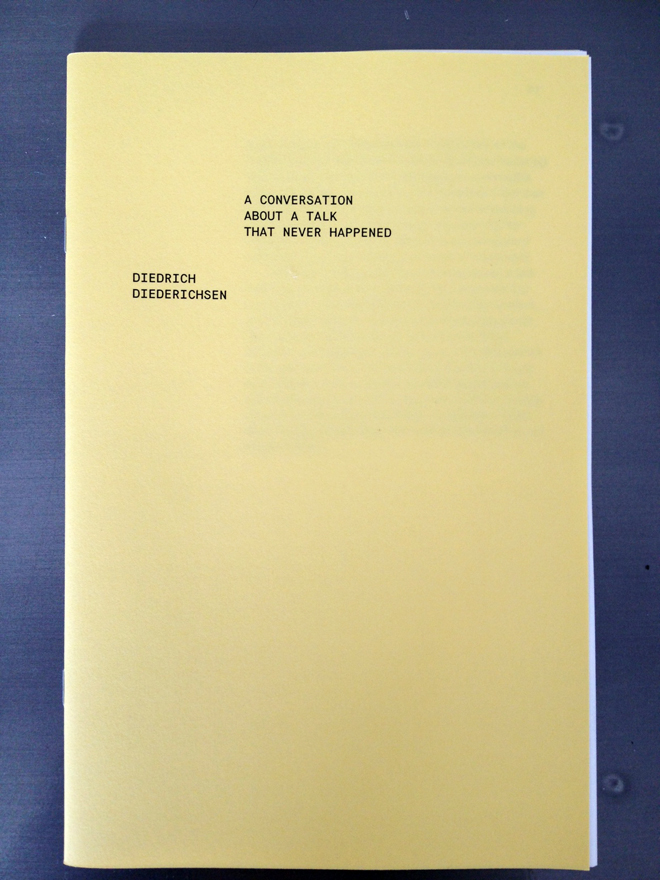 A CONVERSATION
ABOUT A TALK
THAT NEVER HAPPENED
DIEDRICH
DIEDERICHSEN